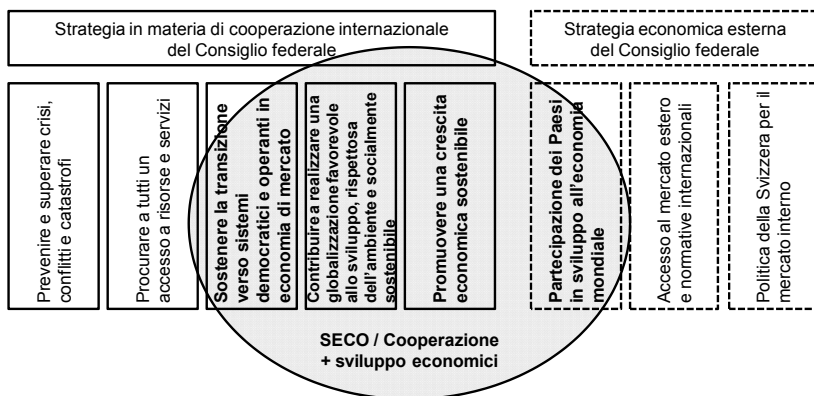 Strategia in materia di cooperazione internazionale
del Consiglio federale
Strategia economica esterna
del Consiglio federale
Prevenire e superare crisi,
conflitti e catastrofi
Procurare a tutti un
accesso a risorse e servizi
Sostenere la transizione
verso sistemi
democratici e operanti in
economia di mercato
Contribuire a realizzare una
globalizzazione favorevole
allo sviluppo, rispettosa
dell'ambiente e socialmente
sostenibile
Promuovere una crescita
economica sostenibile
Partecipazione dei Paesi
in sviluppo all'economia
mondiale
Accesso al mercato estero
e normative internazionali
Politica della Svizzera per il
mercato interno
SECO / Cooperazione
+ sviluppo economici